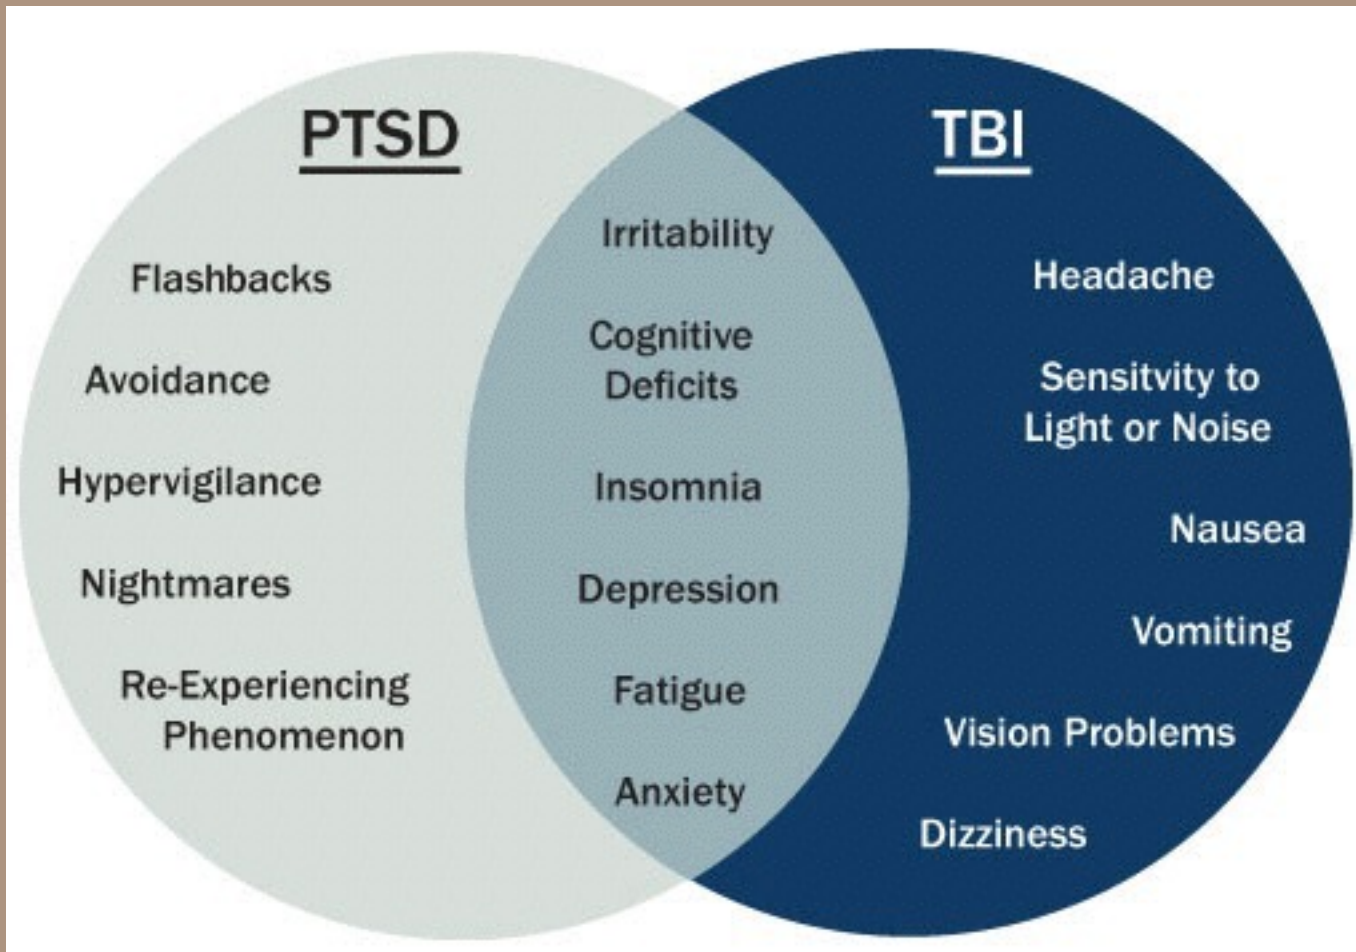 PTSD
Flashbacks
Avoidance
Hypervigilance
Nightmares
Re-Experiencing
Phenomenon
Irritability
Cognitive
Deficits
Insomnia
Depression
Fatigue
Anxiety
TBI
Headache
Sensitvity to
Light or Noise
Nausea
Vomiting
Vision Problems
Dizziness